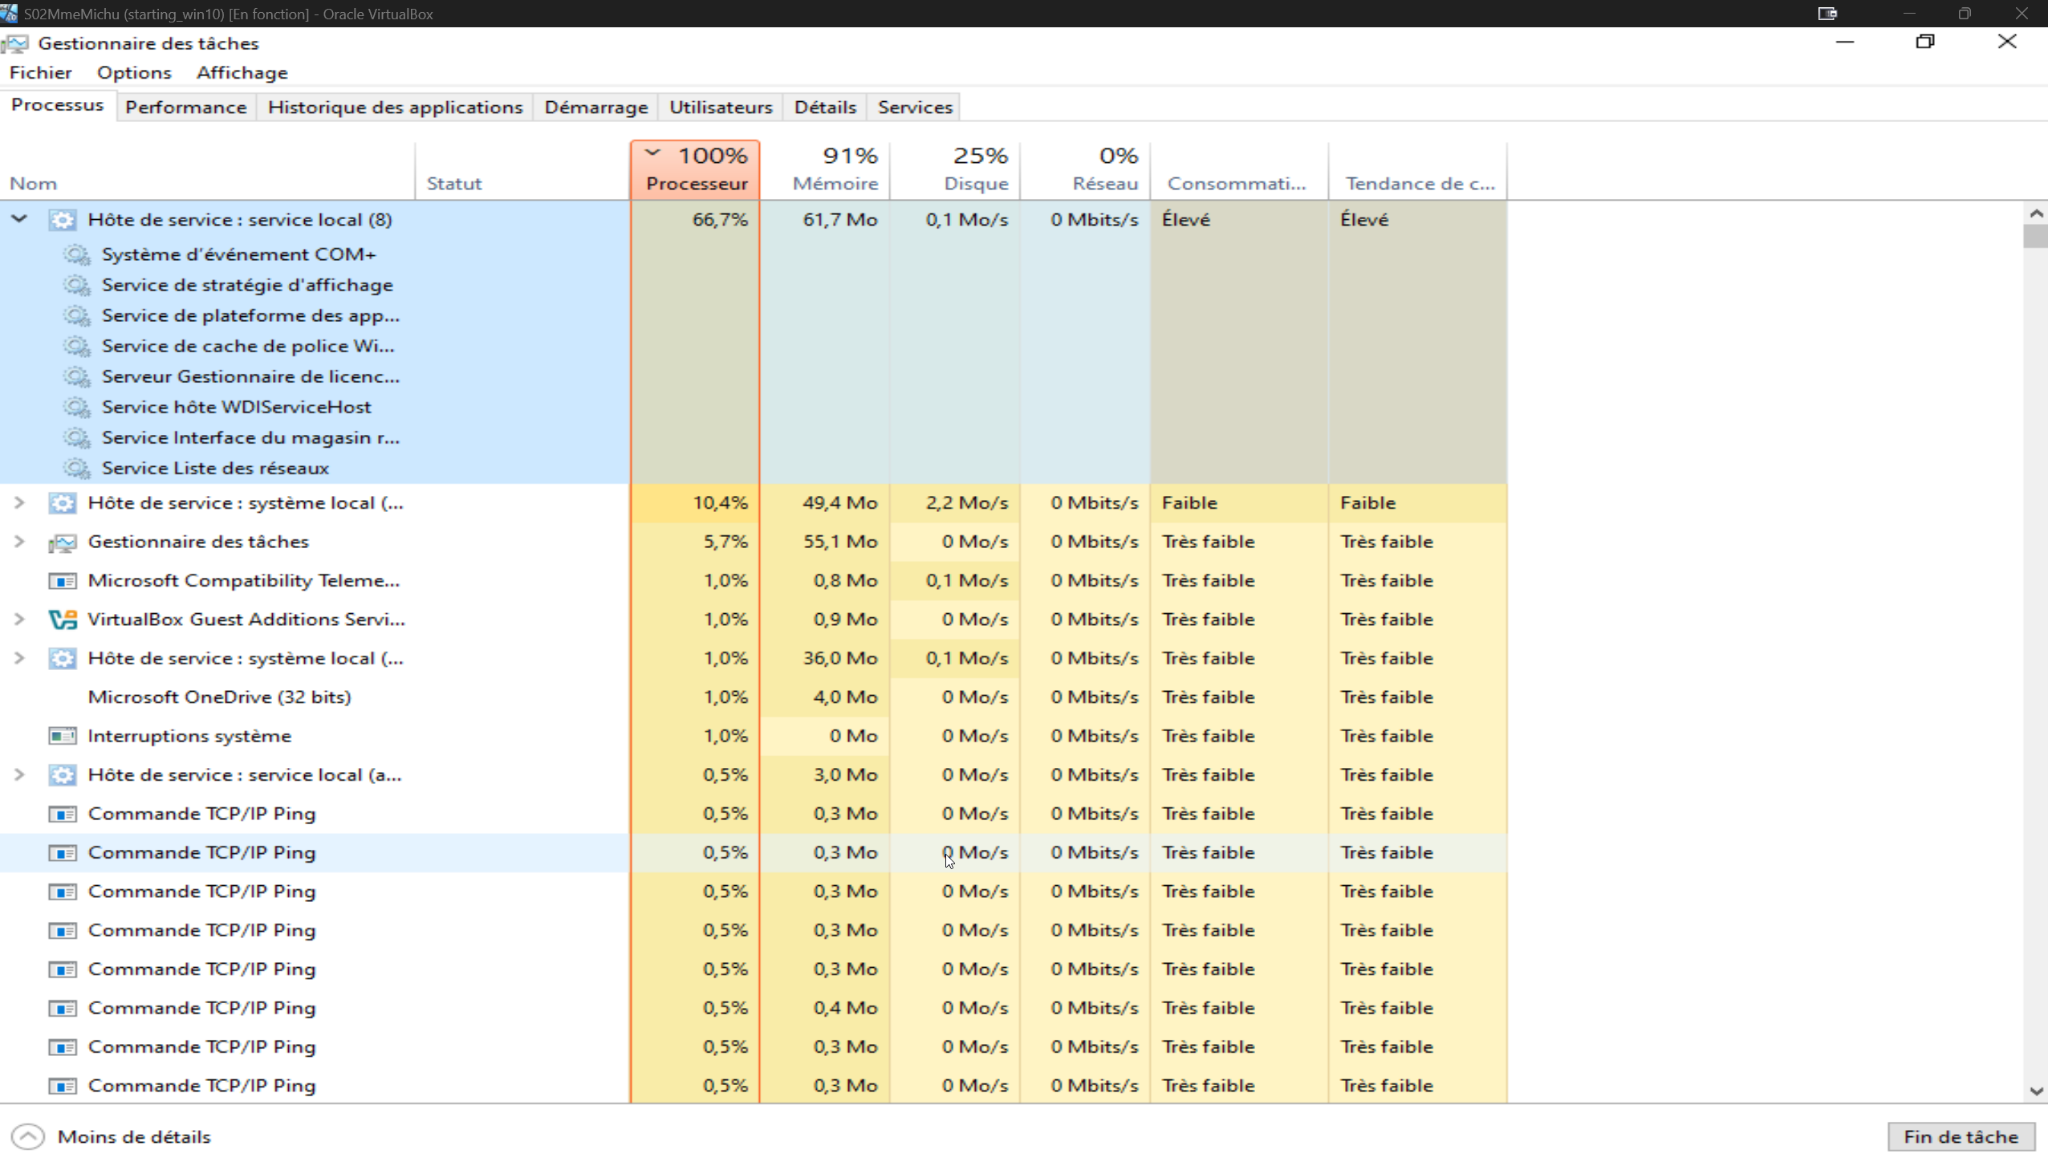 S02MmeMichu (starting_win10) [En fonction] - Oracle VirtualBox
Gestionnaire des tâches
Fichier Options Affichage
Processus Performance Historique des applications Démarrage Utilisateurs Détails Services
100% 91% 25% 0%
Nom Statut Processeur Mémoire Disque Réseau Consommati... Tendance de c...
Hôte de service : service local (8) 66,7% 61,7 Mo 0,1 Mo/s 0 Mbits/s Élevé Élevé
Système d'événement COM+
Service de stratégie d'affichage
Service de plateforme des app...
Service de cache de police Wi...
Serveur Gestionnaire de licenc...
Service hôte WDIServiceHost
Service Interface du magasin r...
Service Liste des réseaux
Hôte de service : système local (... 10,4% 49,4 Mo 2,2 Mo/s 0 Mbits/s Faible Faible
Gestionnaire des tâches 5,7% 55,1 Mo 0 Mo/s 0 Mbits/s Très faible Très faible
Microsoft Compatibility Teleme... 1,0% 0,8 Mo 0,1 Mo/s 0 Mbits/s Très faible Très faible
VirtualBox Guest Additions Servi... 1,0% 0,9 Mo 0 Mo/s 0 Mbits/s Très faible Très faible
Hôte de service : système local (... 1,0% 36,0 Mo 0,1 Mo/s 0 Mbits/s Très faible Très faible
Microsoft OneDrive (32 bits) 1,0% 4,0 Mo 0 Mo/s 0 Mbits/s Très faible Très faible
Interruptions système 1,0% 0 Mo 0 Mo/s 0 Mbits/s Très faible Très faible
Hôte de service : service local (a... 0,5% 3,0 Mo 0 Mo/s 0 Mbits/s Très faible Très faible
Commande TCP/IP Ping 0,5% 0,3 Mo 0 Mo/s 0 Mbits/s Très faible Très faible
Commande TCP/IP Ping 0,5% 0,3 Mo 0 Mo/s 0 Mbits/s Très faible Très faible
Commande TCP/IP Ping 0,5% 0,3 Mo 0 Mo/s 0 Mbits/s Très faible Très faible
Commande TCP/IP Ping 0,5% 0,3 Mo 0 Mo/s 0 Mbits/s Très faible Très faible
Commande TCP/IP Ping 0,5% 0,3 Mo 0 Mo/s 0 Mbits/s Très faible Très faible
Commande TCP/IP Ping 0,5% 0,4 Mo 0 Mo/s 0 Mbits/s Très faible Très faible
Commande TCP/IP Ping 0,5% 0,3 Mo 0 Mo/s 0 Mbits/s Très faible Très faible
Commande TCP/IP Ping 0,5% 0,3 Mo 0 Mo/s 0 Mbits/s Très faible Très faible
Moins de détails Fin de tâche